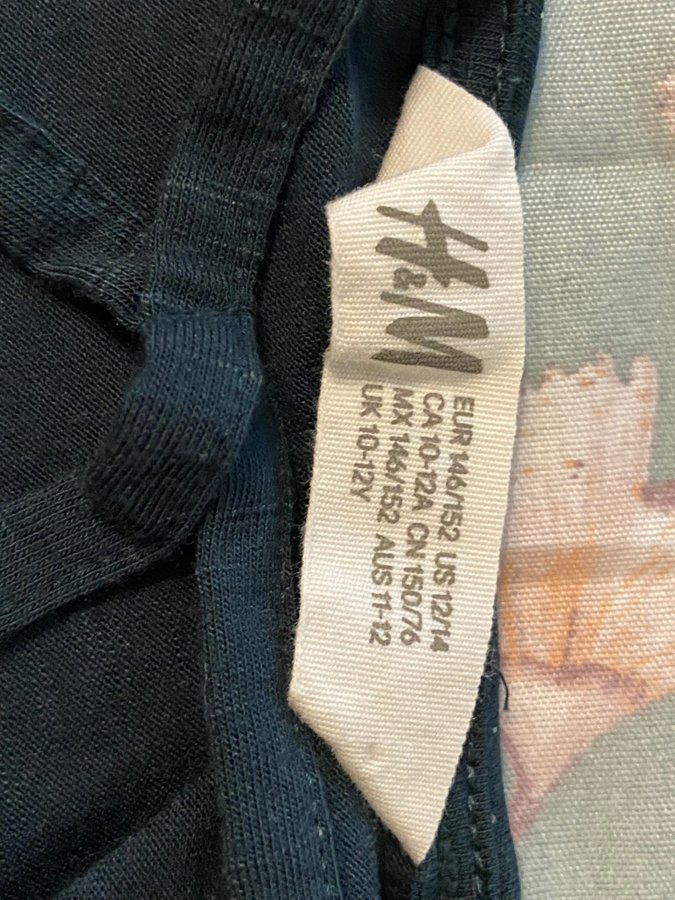 H&M
EUR 146/152 US 12/14
CA 10-12A CN 150/76
MX 146/152 AUS 11-12
UK 10-12Y